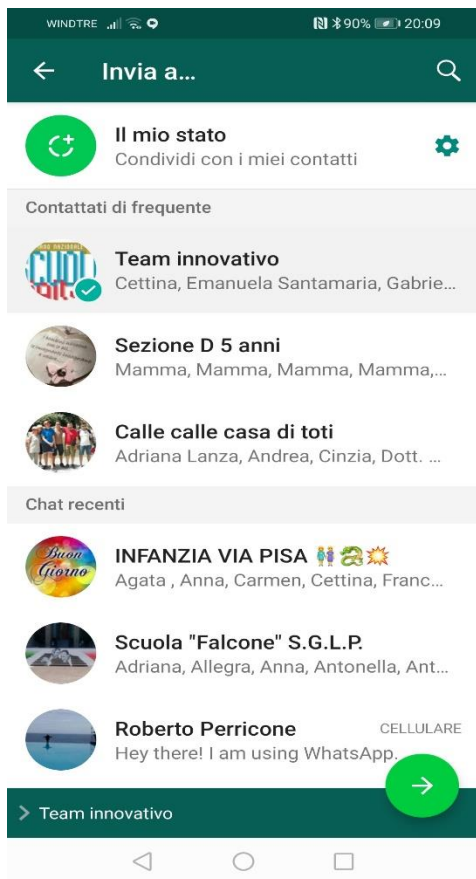 WINDTRE 90% 20:09
Invia a...
Il mio stato
Condividi con i miei contatti
Contattati di frequente
Team innovativo
Cettina, Emanuela Santamaria, Gabrie...
Sezione D 5 anni
Mamma, Mamma, Mamma, Mamma,...
Calle calle casa di toti
Adriana Lanza, Andrea, Cinzia, Dott. ...
Chat recenti
Buon
Giorno
INFANZIA VIA PISA 👭🐉💥
Agata , Anna, Carmen, Cettina, Franc...
Scuola "Falcone" S.G.L.P.
Adriana, Allegra, Anna, Antonella, Ant...
Roberto Perricone CELLULARE
Hey there! I am using WhatsApp.
Team innovativo